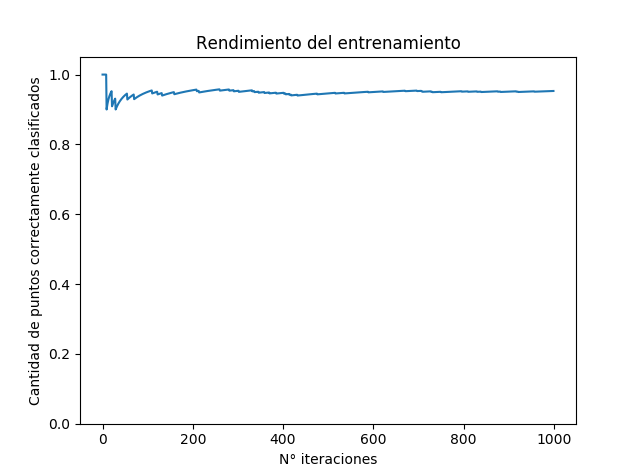 Rendimiento del entrenamiento
Cantidad de puntos correctamente clasificados
1.0
0.8
0.6
0.4
0.2
0.0
0 200 400 600 800 1000
N° iteraciones